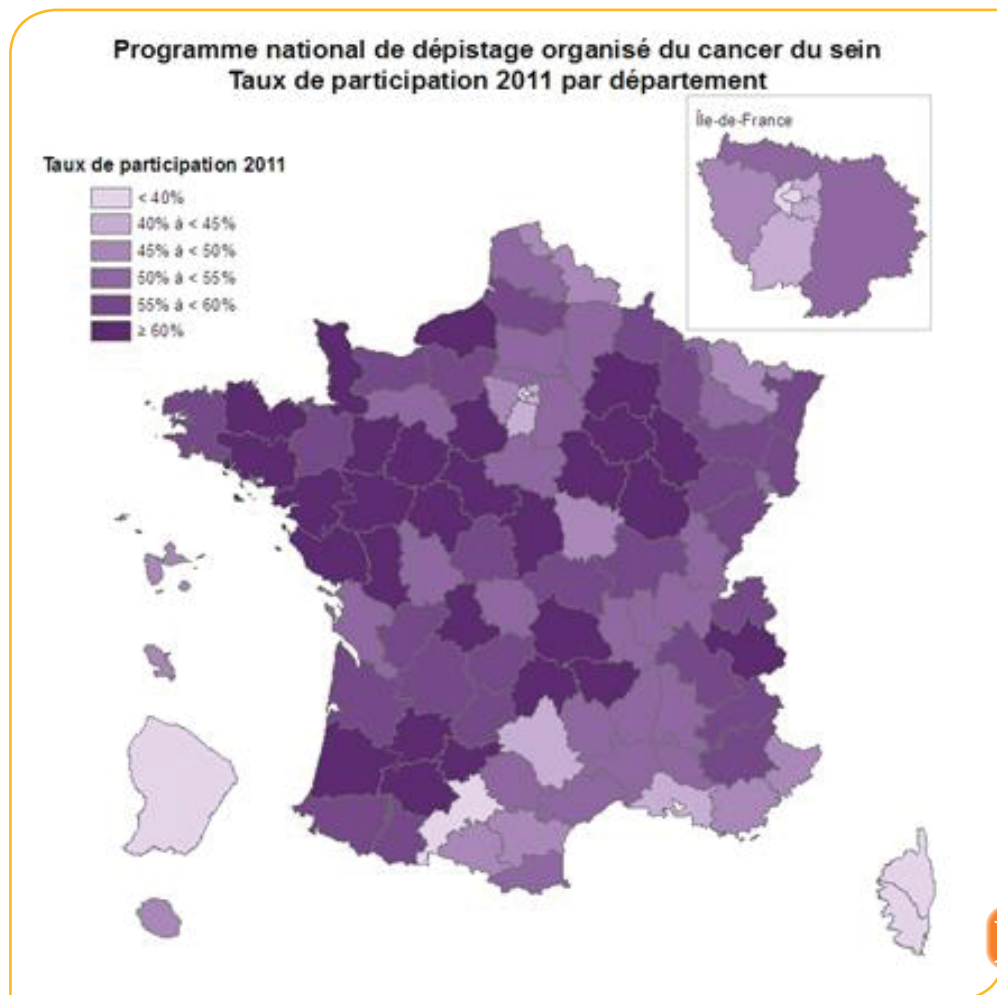 Programme national de dépistage organisé du cancer du sein
Taux de participation 2011 par département
Île-de-France
Taux de participation 2011
< 40%
40% à < 45%
45% à < 50%
50% à < 55%
55% à < 60%
≥ 60%